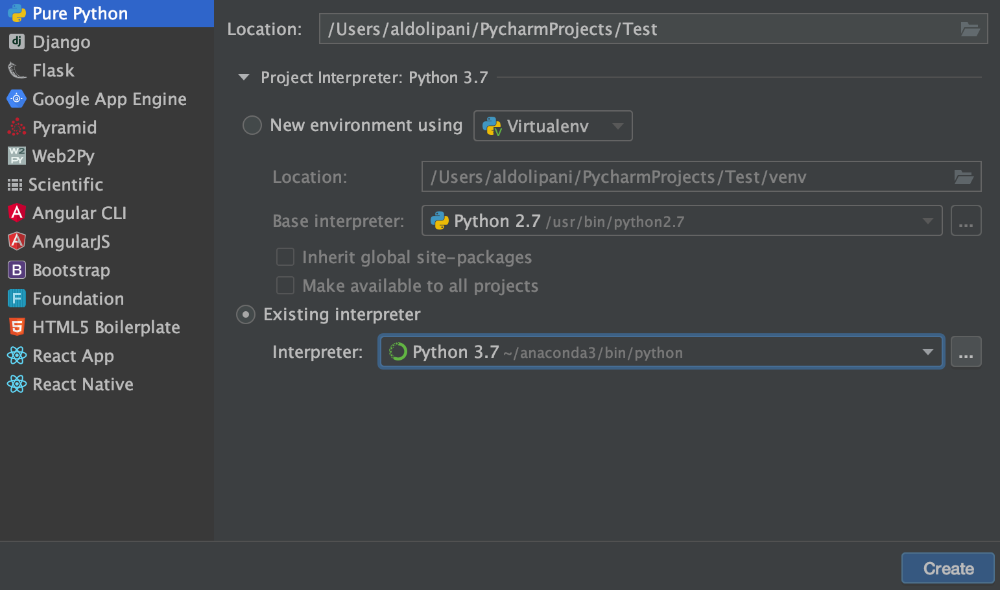 Pure Python
Django
Flask
Google App Engine
Pyramid
Web2Py
Scientific
Angular CLI
AngularJS
Bootstrap
Foundation
HTML5 Boilerplate
React App
React Native
Location: /Users/aldolipani/PycharmProjects/Test
Project Interpreter: Python 3.7
New environment using Virtualenv
Location: /Users/aldolipani/PycharmProjects/Test/venv
Base interpreter: Python 2.7 /usr/bin/python2.7 ...
Inherit global site-packages
Make available to all projects
Existing interpreter
Interpreter: Python 3.7 ~/anaconda3/bin/python ...
Create